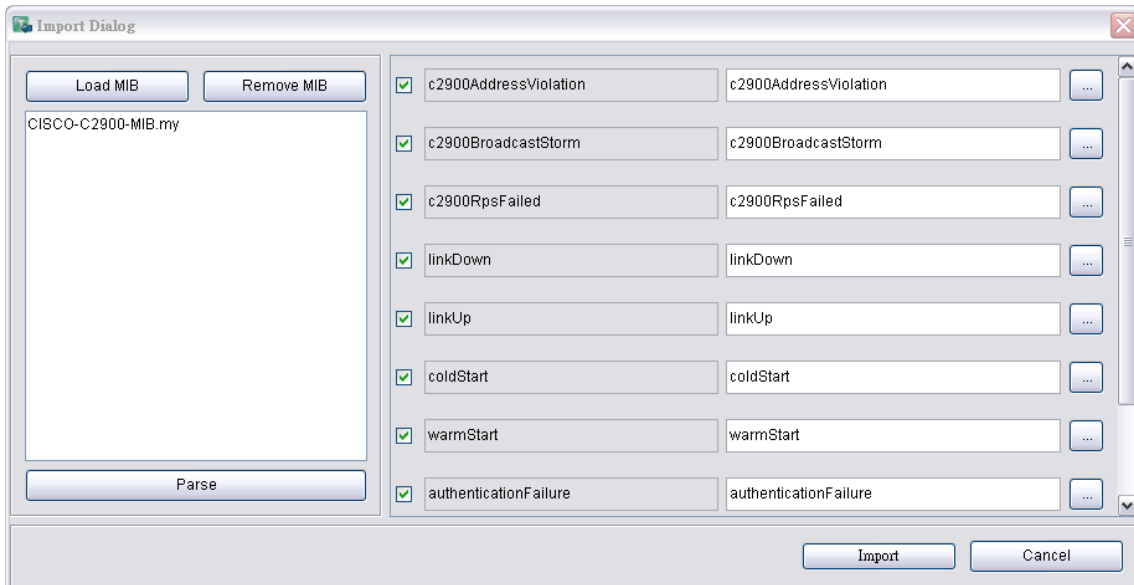 Import Dialog
Load MIB Remove MIB
CISCO-C2900-MIB.my
Parse
c2900AddressViolation c2900AddressViolation ...
c2900BroadcastStorm c2900BroadcastStorm ...
c2900RpsFailed c2900RpsFailed ...
linkDown linkDown ...
linkUp linkUp ...
coldStart coldStart ...
warmStart warmStart ...
authenticationFailure authenticationFailure ...
Import Cancel